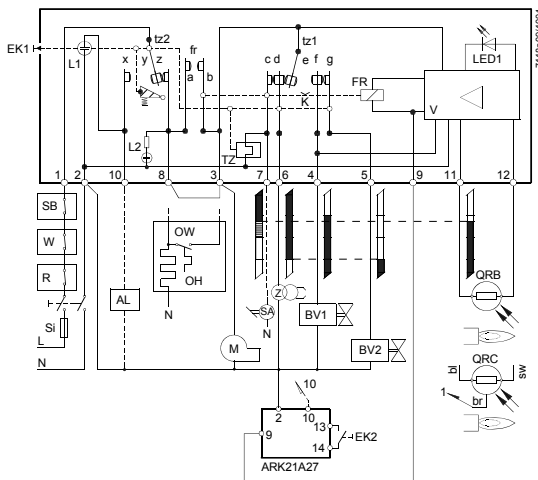 EK1
L1
tz2
fr
x
y
z
a
b
tz1
c d
e
f
g
K
FR
LED1
V
L2
TZ
1
2
10
8
3
7
6
4
5
9
11
12
SB
W
R
Si
L
N
AL
OW
OH
N
M
Z
SA
N
BV1
BV2
QRB
QRC
bl
sw
br
1
10
2
10
9
13
14
EK2
ARK21A27